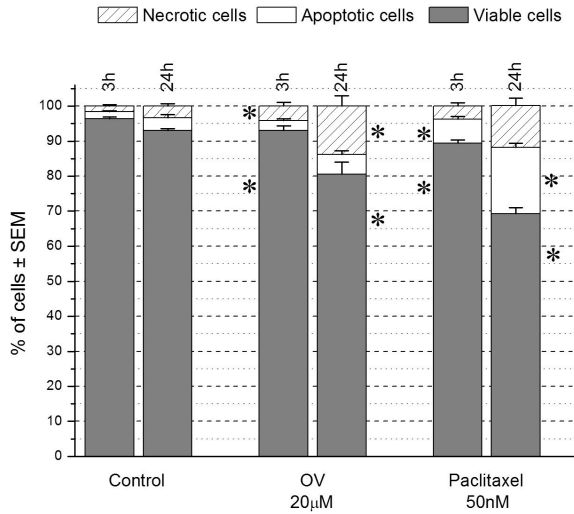 Necrotic cells Apoptotic cells Viable cells
3h 24h 3h 24h 3h 24h
* * * * * * * *
100
90
80
70
60
50
40
30
20
10
0
% of cells ± SEM
Control OV Paclitaxel
20µM 50nM